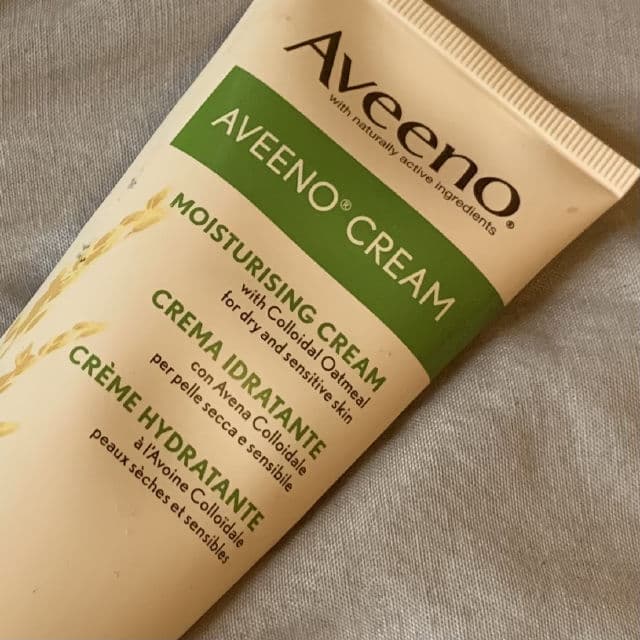 Aveeno®
with naturally active ingredients
AVEENO® CREAM
MOISTURISING CREAM
with Colloidal Oatmeal
for dry and sensitive skin
CREMA IDRATANTE
con Avena Colloidale
per pelle secca e sensibile
CRÈME HYDRATANTE
à l'Avoine Colloïdale
peaux sèches et sensibles